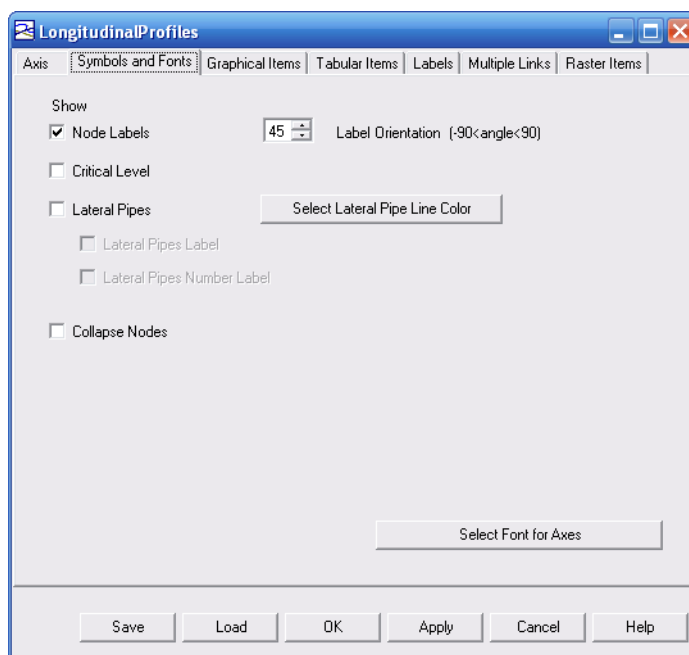 LongitudinalProfiles
Axis Symbols and Fonts Graphical Items Tabular Items Labels Multiple Links Raster Items
Show
Node Labels 45 Label Orientation (-90<angle<90)
Critical Level
Lateral Pipes Select Lateral Pipe Line Color
Lateral Pipes Label
Lateral Pipes Number Label
Collapse Nodes
Select Font for Axes
Save Load OK Apply Cancel Help